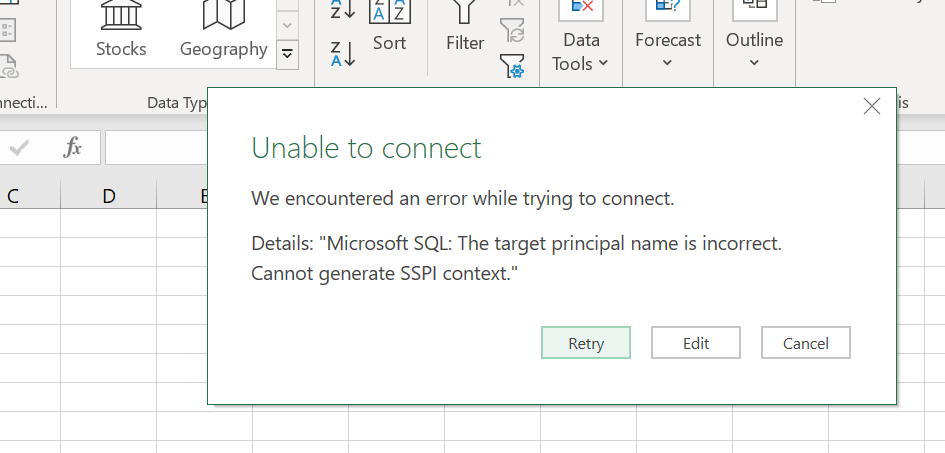 Z
A
Z
A
Z A
A Z
Stocks
Geography
Sort
Filter
Data
Tools
Forecast
Outline
nnecti...
Data Typ
is
fx
C
D
E
Unable to connect
We encountered an error while trying to connect.
Details: "Microsoft SQL: The target principal name is incorrect.
Cannot generate SSPI context."
Retry
Edit
Cancel